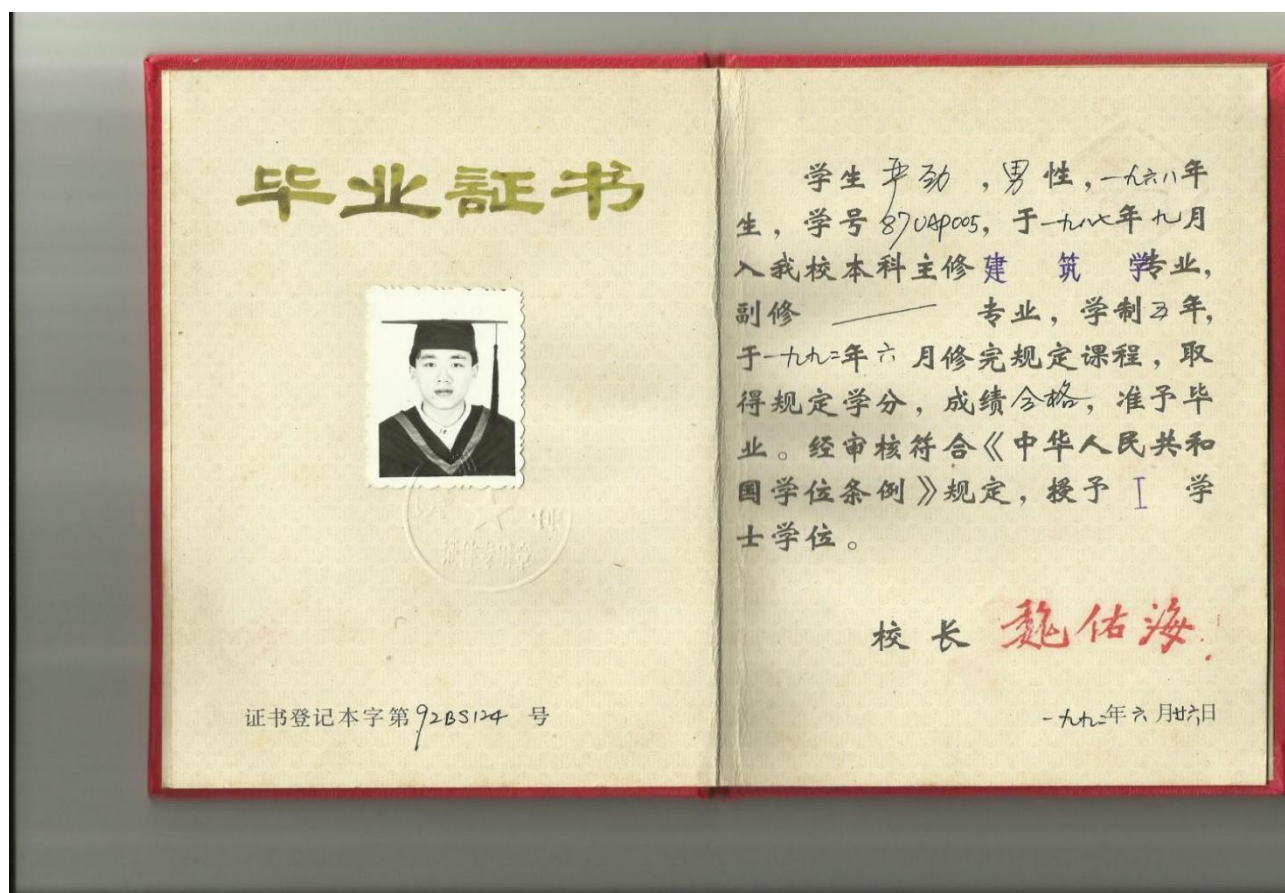 毕业証书
证书登记本字第92BS124 号
学生 严劲 ,男性,一九六八年
生,学号87UAP005,于一九八七年九月
入我校本科主修建 筑 学专业,
副修 —— 专业,学制五年,
于一九九二年六月修完规定课程,取
得规定学分,成绩合格,准予毕
业。经审核符合《中华人民共和
国学位条例》规定,授予 工 学
士学位。
校长 魏佑海
一九九二年六月廿六日